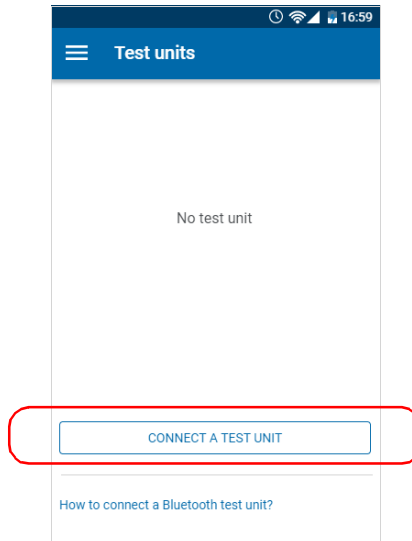 16:59
Test units
No test unit
CONNECT A TEST UNIT
How to connect a Bluetooth test unit?